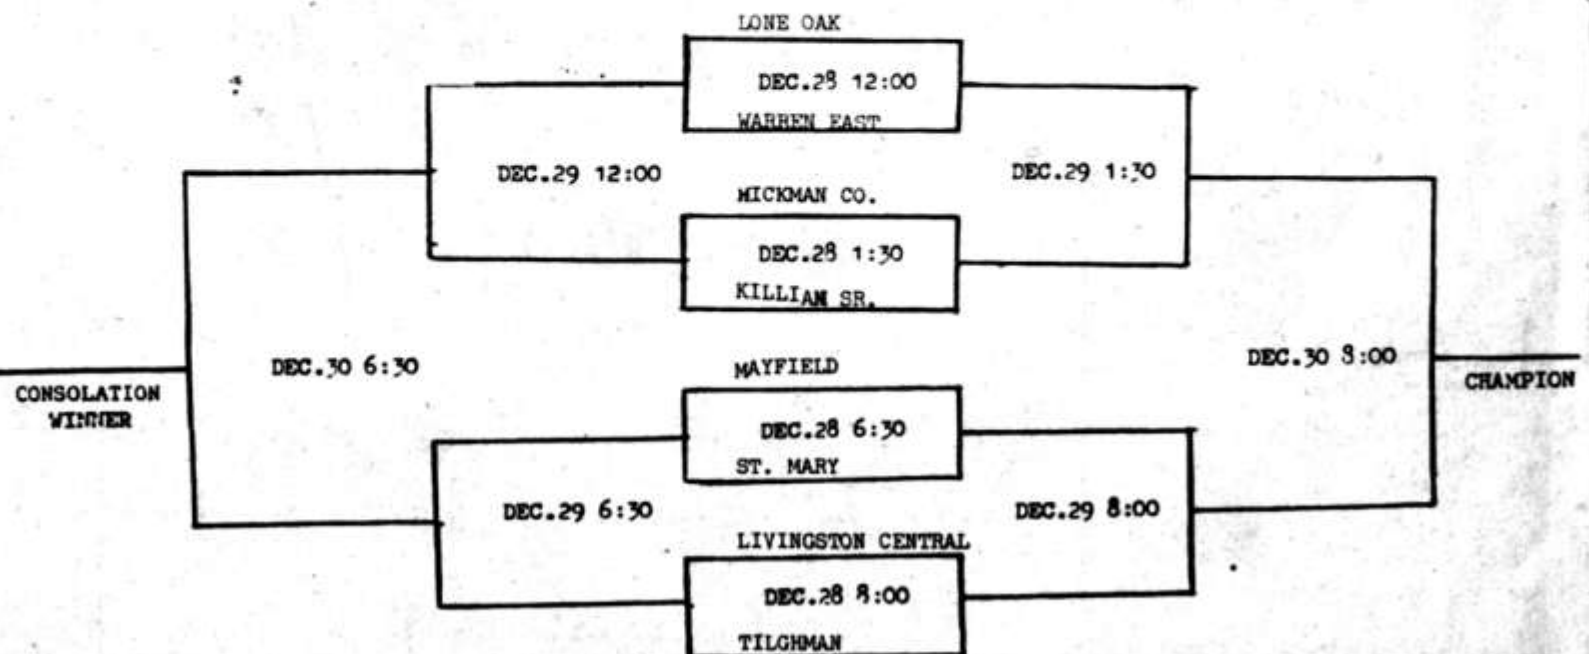 LONE OAK
DEC.28 12:00
WARREN EAST
DEC.29 12:00
DEC.29 1:30
HICKMAN CO.
DEC.28 1:30
KILLIAN SR.
DEC.30 6:30
MAYFIELD
DEC.30 8:00
CONSOLATION
WINNER
CHAMPION
DEC.28 6:30
ST. MARY
DEC.29 6:30
DEC.29 8:00
LIVINGSTON CENTRAL
DEC.28 8:00
TILGHMAN